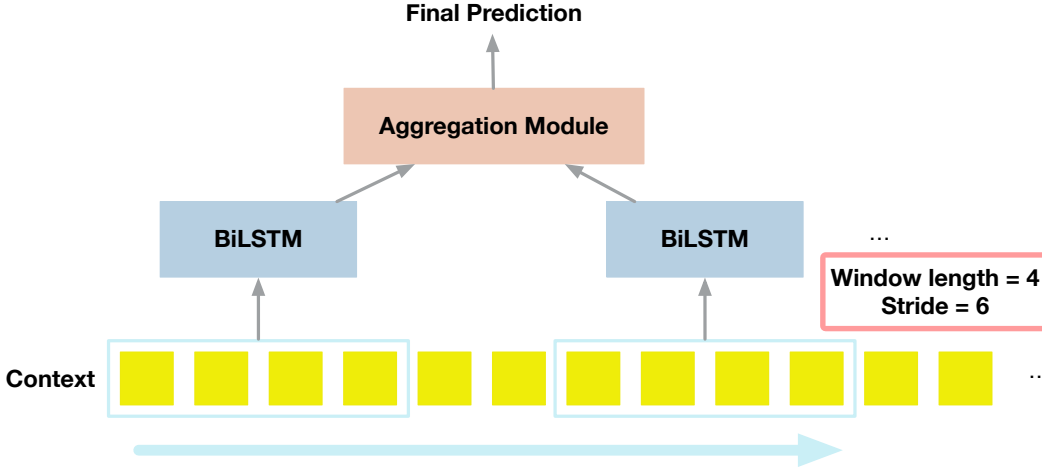 Final Prediction
Aggregation Module
BiLSTM
BiLSTM
...
Window length = 4
Stride = 6
Context
..